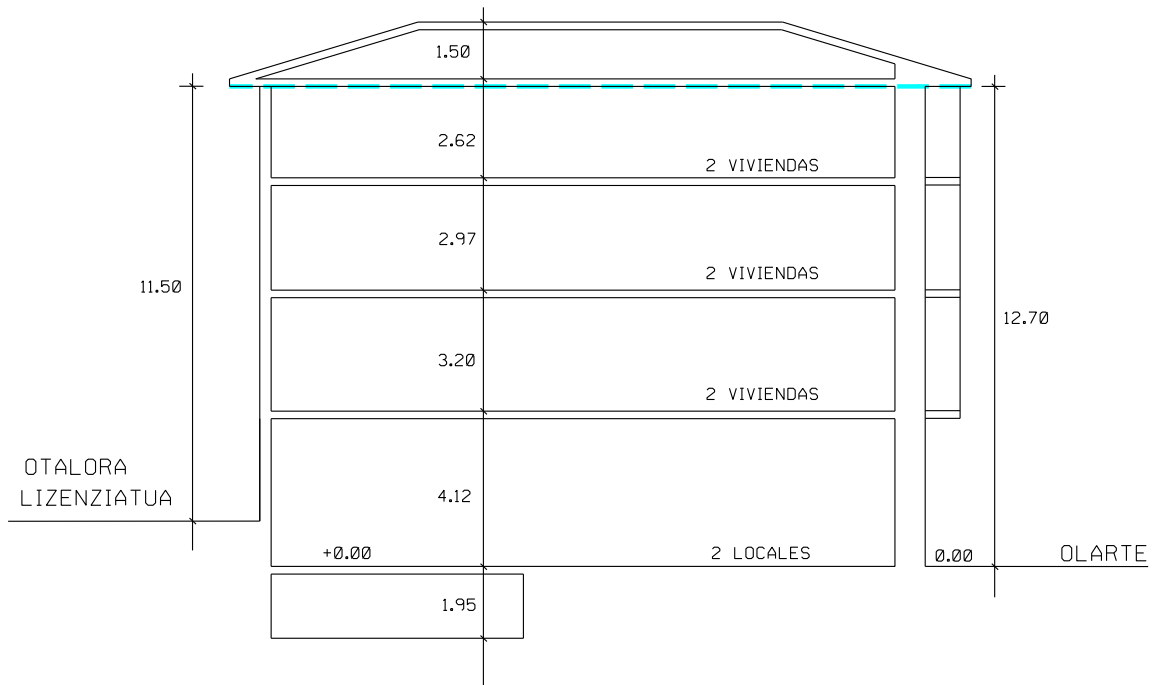 1.50
2.62
2 VIVIENDAS
2.97
2 VIVIENDAS
11.50
12.70
3.20
2 VIVIENDAS
OTALORA
LIZENZIATUA
4.12
+0.00
2 LOCALES
0.00
OLARTE
1.95